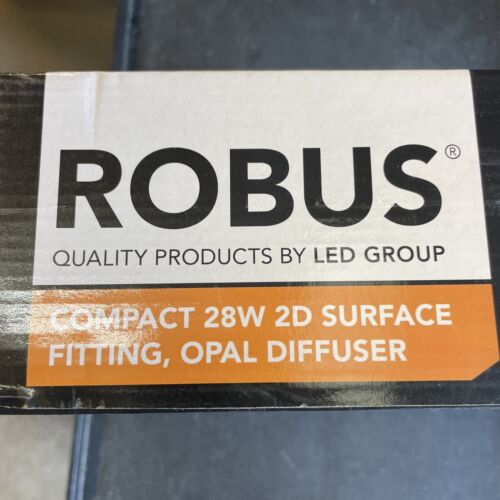 ROBUS®
QUALITY PRODUCTS BY LED GROUP
COMPACT 28W 2D SURFACE
FITTING, OPAL DIFFUSER